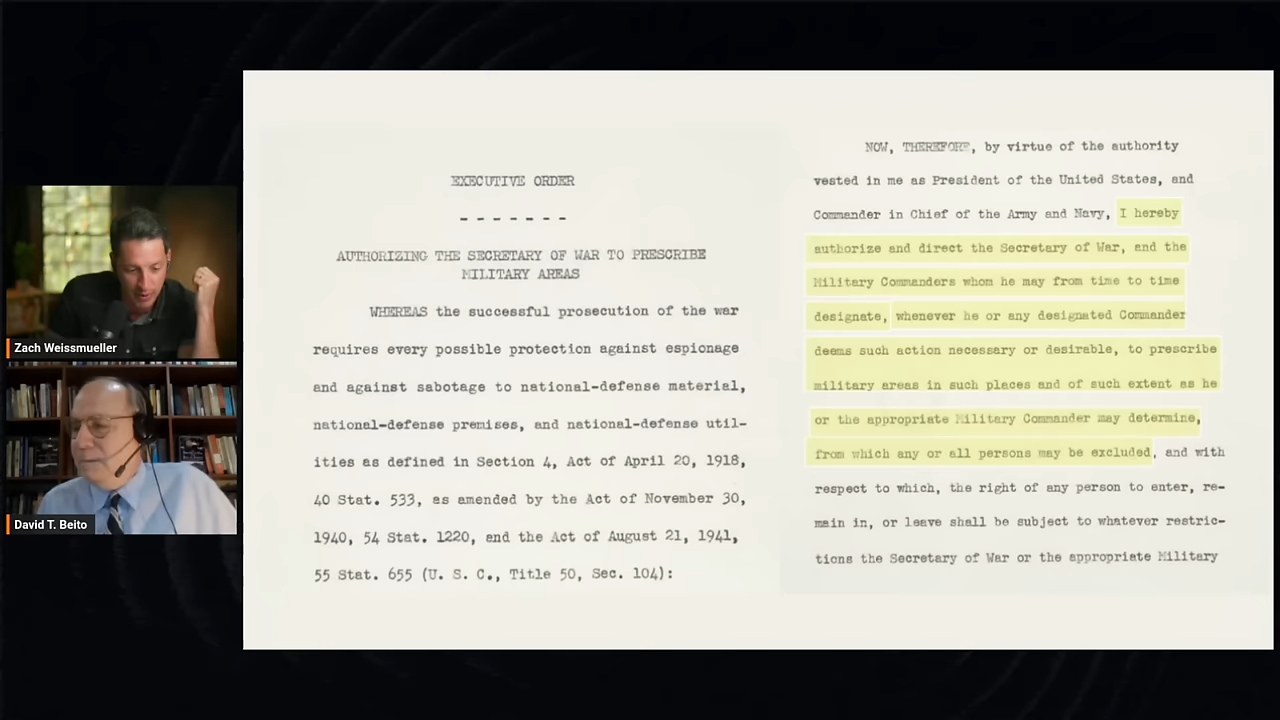 Zach Weissmueller
David T. Beito
EXECUTIVE ORDER
- - - - - - -
AUTHORIZING THE SECRETARY OF WAR TO PRESCRIBE
MILITARY AREAS
WHEREAS the successful prosecution of the war
requires every possible protection against espionage
and against sabotage to national-defense material,
national-defense premises, and national-defense util-
ities as defined in Section 4, Act of April 20, 1918,
40 Stat. 533, as amended by the Act of November 30,
1940, 54 Stat. 1220, and the Act of August 21, 1941,
55 Stat. 655 (U. S. C., Title 50, Sec. 104):
NOW, THEREFORE, by virtue of the authority
vested in me as President of the United States, and
Commander in Chief of the Army and Navy, I hereby
authorize and direct the Secretary of War, and the
Military Commanders whom he may from time to time
designate, whenever he or any designated Commander
deems such action necessary or desirable, to prescribe
military areas in such places and of such extent as he
or the appropriate Military Commander may determine,
from which any or all persons may be excluded, and with
respect to which, the right of any person to enter, re-
main in, or leave shall be subject to whatever restric-
tions the Secretary of War or the appropriate Military